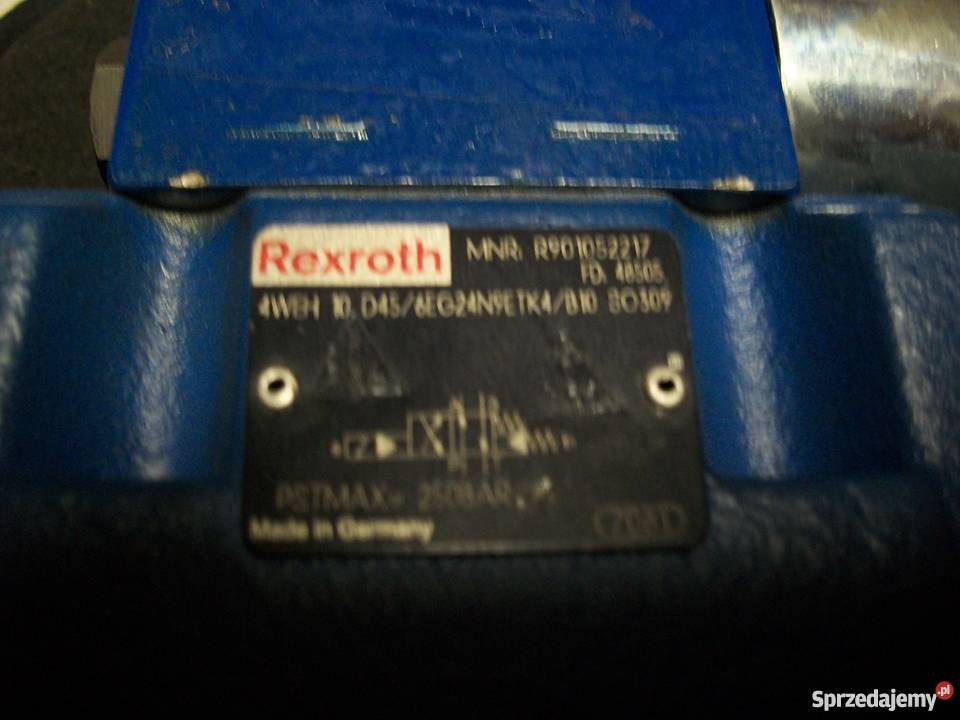 Rexroth
MNR: R901052217
FD: 48505
4WEH 10 D45/6EG24N9ETK4/B10 SO309
PSTMAX= 250BAR
Made in Germany
Sprzedajemy.pl